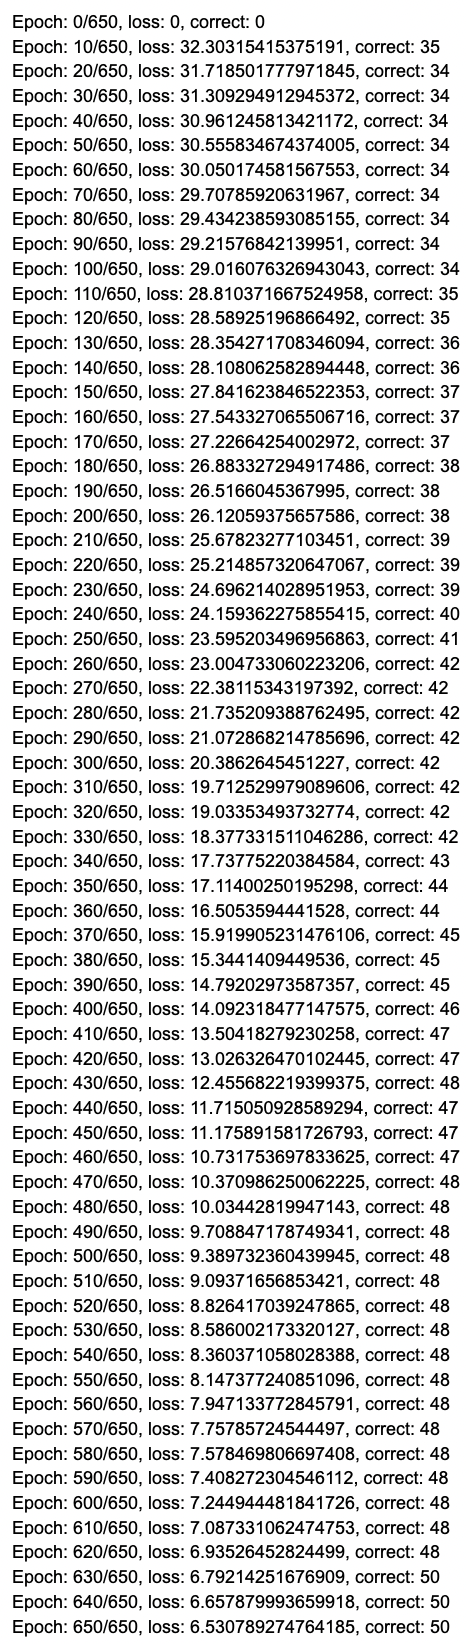 Epoch: 0/650, loss: 0, correct: 0
Epoch: 10/650, loss: 32.30315415375191, correct: 35
Epoch: 20/650, loss: 31.718501777971845, correct: 34
Epoch: 30/650, loss: 31.309294912945372, correct: 34
Epoch: 40/650, loss: 30.961245813421172, correct: 34
Epoch: 50/650, loss: 30.555834674374005, correct: 34
Epoch: 60/650, loss: 30.050174581567553, correct: 34
Epoch: 70/650, loss: 29.70785920631967, correct: 34
Epoch: 80/650, loss: 29.434238593085155, correct: 34
Epoch: 90/650, loss: 29.21576842139951, correct: 34
Epoch: 100/650, loss: 29.016076326943043, correct: 34
Epoch: 110/650, loss: 28.810371667524958, correct: 35
Epoch: 120/650, loss: 28.58925196866492, correct: 35
Epoch: 130/650, loss: 28.354271708346094, correct: 36
Epoch: 140/650, loss: 28.108062582894448, correct: 36
Epoch: 150/650, loss: 27.841623846522353, correct: 37
Epoch: 160/650, loss: 27.543327065506716, correct: 37
Epoch: 170/650, loss: 27.22664254002972, correct: 37
Epoch: 180/650, loss: 26.883327294917486, correct: 38
Epoch: 190/650, loss: 26.5166045367995, correct: 38
Epoch: 200/650, loss: 26.12059375657586, correct: 38
Epoch: 210/650, loss: 25.67823277103451, correct: 39
Epoch: 220/650, loss: 25.214857320647067, correct: 39
Epoch: 230/650, loss: 24.696214028951953, correct: 39
Epoch: 240/650, loss: 24.159362275855415, correct: 40
Epoch: 250/650, loss: 23.595203496956863, correct: 41
Epoch: 260/650, loss: 23.004733060223206, correct: 42
Epoch: 270/650, loss: 22.38115343197392, correct: 42
Epoch: 280/650, loss: 21.735209388762495, correct: 42
Epoch: 290/650, loss: 21.072868214785696, correct: 42
Epoch: 300/650, loss: 20.3862645451227, correct: 42
Epoch: 310/650, loss: 19.712529979089606, correct: 42
Epoch: 320/650, loss: 19.03353493732774, correct: 42
Epoch: 330/650, loss: 18.377331511046286, correct: 42
Epoch: 340/650, loss: 17.73775220384584, correct: 43
Epoch: 350/650, loss: 17.11400250195298, correct: 44
Epoch: 360/650, loss: 16.5053594441528, correct: 44
Epoch: 370/650, loss: 15.919905231476106, correct: 45
Epoch: 380/650, loss: 15.3441409449536, correct: 45
Epoch: 390/650, loss: 14.79202973587357, correct: 45
Epoch: 400/650, loss: 14.092318477147575, correct: 46
Epoch: 410/650, loss: 13.50418279230258, correct: 47
Epoch: 420/650, loss: 13.026326470102445, correct: 47
Epoch: 430/650, loss: 12.455682219399375, correct: 48
Epoch: 440/650, loss: 11.715050928589294, correct: 47
Epoch: 450/650, loss: 11.175891581726793, correct: 47
Epoch: 460/650, loss: 10.731753697833625, correct: 47
Epoch: 470/650, loss: 10.370986250062225, correct: 48
Epoch: 480/650, loss: 10.03442819947143, correct: 48
Epoch: 490/650, loss: 9.708847178749341, correct: 48
Epoch: 500/650, loss: 9.389732360439945, correct: 48
Epoch: 510/650, loss: 9.09371656853421, correct: 48
Epoch: 520/650, loss: 8.826417039247865, correct: 48
Epoch: 530/650, loss: 8.586002173320127, correct: 48
Epoch: 540/650, loss: 8.360371058028388, correct: 48
Epoch: 550/650, loss: 8.147377240851096, correct: 48
Epoch: 560/650, loss: 7.947133772845791, correct: 48
Epoch: 570/650, loss: 7.75785724544497, correct: 48
Epoch: 580/650, loss: 7.578469806697408, correct: 48
Epoch: 590/650, loss: 7.408272304546112, correct: 48
Epoch: 600/650, loss: 7.244944481841726, correct: 48
Epoch: 610/650, loss: 7.087331062474753, correct: 48
Epoch: 620/650, loss: 6.93526452824499, correct: 48
Epoch: 630/650, loss: 6.79214251676909, correct: 50
Epoch: 640/650, loss: 6.657879993659918, correct: 50
Epoch: 650/650, loss: 6.530789274764185, correct: 50